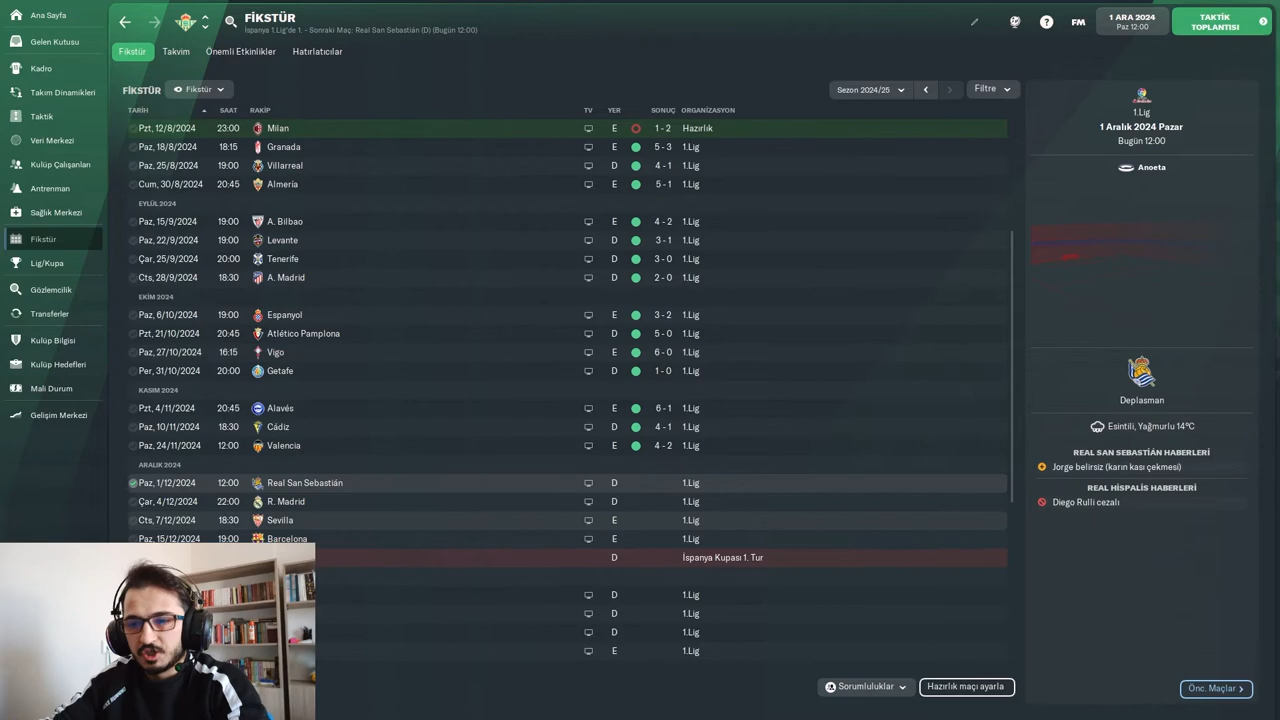 Ana Sayfa
Gelen Kutusu
Kadro
Takım Dinamikleri
Taktik
Veri Merkezi
Kulüp Çalışanları
Antrenman
Sağlık Merkezi
Fikstür
Lig/Kupa
Gözlemcilik
Transferler
Kulüp Bilgisi
Kulüp Hedefleri
Mali Durum
Gelişim Merkezi
FİKSTÜR
İspanya 1.Lig'de 1. - Sonraki Maç: Real San Sebastián (D) (Bugün 12:00)
FM
1 ARA 2024
Paz 12:00
TAKTİK TOPLANTISI
Fikstür Takvim Önemli Etkinlikler Hatırlatıcılar
FİKSTÜR Fikstür Sezon 2024/25 Filtre
TARİH SAAT RAKİP TV YER SONUÇ ORGANİZASYON
Pzt, 12/8/2024 23:00 Milan E 1 - 2 Hazırlık
Paz, 18/8/2024 18:15 Granada E 5 - 3 1.Lig
Paz, 25/8/2024 19:00 Villarreal D 4 - 1 1.Lig
Cum, 30/8/2024 20:45 Almería E 5 - 1 1.Lig
EYLÜL 2024
Paz, 15/9/2024 19:00 A. Bilbao E 4 - 2 1.Lig
Paz, 22/9/2024 19:00 Levante D 3 - 1 1.Lig
Çar, 25/9/2024 20:00 Tenerife D 3 - 0 1.Lig
Cts, 28/9/2024 18:30 A. Madrid D 2 - 0 1.Lig
EKİM 2024
Paz, 6/10/2024 19:00 Espanyol E 3 - 2 1.Lig
Pzt, 21/10/2024 20:45 Atlético Pamplona D 5 - 0 1.Lig
Paz, 27/10/2024 16:15 Vigo E 6 - 0 1.Lig
Per, 31/10/2024 20:00 Getafe D 1 - 0 1.Lig
KASIM 2024
Pzt, 4/11/2024 20:45 Alavés E 6 - 1 1.Lig
Paz, 10/11/2024 18:30 Cádiz D 4 - 1 1.Lig
Paz, 24/11/2024 12:00 Valencia E 4 - 2 1.Lig
ARALIK 2024
Paz, 1/12/2024 12:00 Real San Sebastián D 1.Lig
Çar, 4/12/2024 22:00 R. Madrid D 1.Lig
Cts, 7/12/2024 18:30 Sevilla E 1.Lig
Paz, 15/12/2024 19:00 Barcelona E 1.Lig
D İspanya Kupası 1. Tur
D 1.Lig
D 1.Lig
D 1.Lig
E 1.Lig
Sorumluluklar Hazırlık maçı ayarla
1.Lig
1 Aralık 2024 Pazar
Bugün 12:00
Anoeta
Deplasman
Esintili, Yağmurlu 14°C
REAL SAN SEBASTIÁN HABERLERİ
Jorge belirsiz (karın kası çekmesi)
REAL HİSPALIS HABERLERİ
Diego Rulli cezalı
Önc. Maçlar